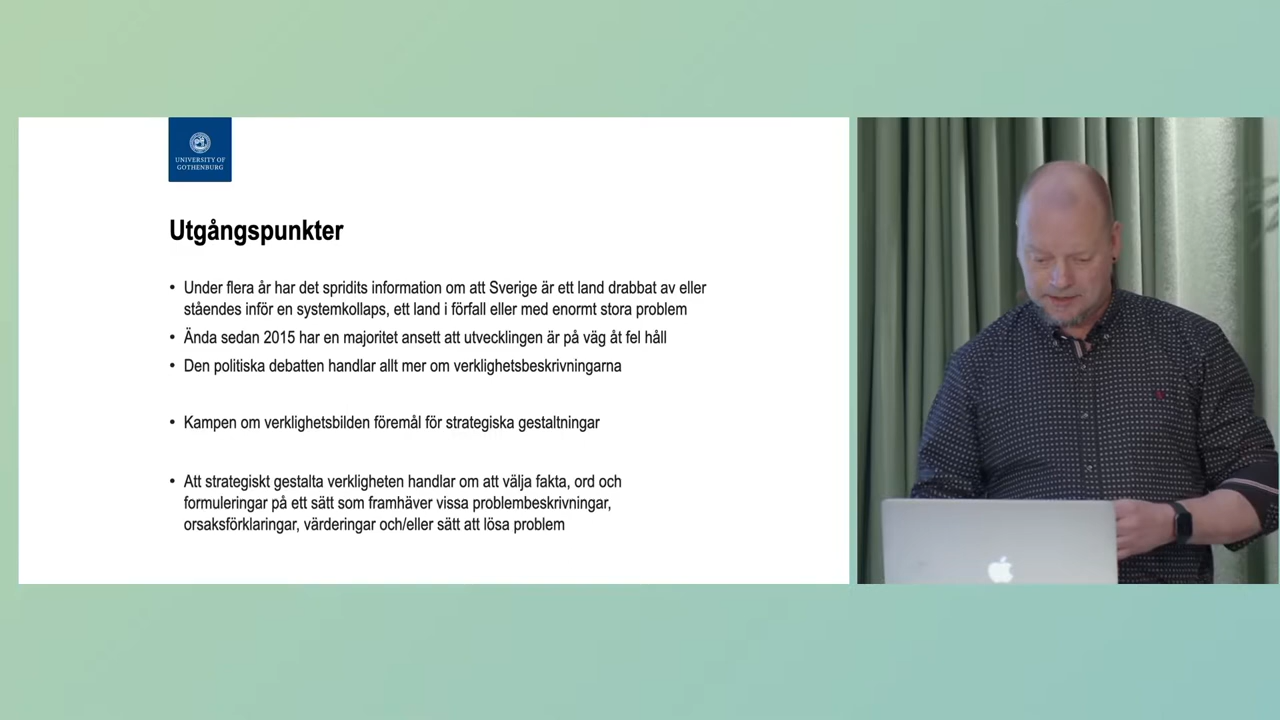 UNIVERSITY OF
GOTHENBURG
Utgångspunkter
• Under flera år har det spridits information om att Sverige är ett land drabbat av eller
ståendes inför en systemkollaps, ett land i förfall eller med enormt stora problem
• Ända sedan 2015 har en majoritet ansett att utvecklingen är på väg åt fel håll
• Den politiska debatten handlar allt mer om verklighetsbeskrivningarna
• Kampen om verklighetsbilden föremål för strategiska gestaltningar
• Att strategiskt gestalta verkligheten handlar om att välja fakta, ord och
formuleringar på ett sätt som framhäver vissa problembeskrivningar,
orsaksförklaringar, värderingar och/eller sätt att lösa problem